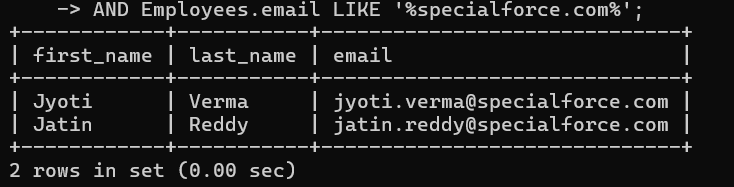 -> AND Employees.email LIKE '%specialforce.com%';
+------------+-----------+-------------------------------+
| first_name | last_name | email                         |
+------------+-----------+-------------------------------+
| Jyoti      | Verma     | jyoti.verma@specialforce.com |
| Jatin      | Reddy     | jatin.reddy@specialforce.com |
+------------+-----------+-------------------------------+
2 rows in set (0.00 sec)